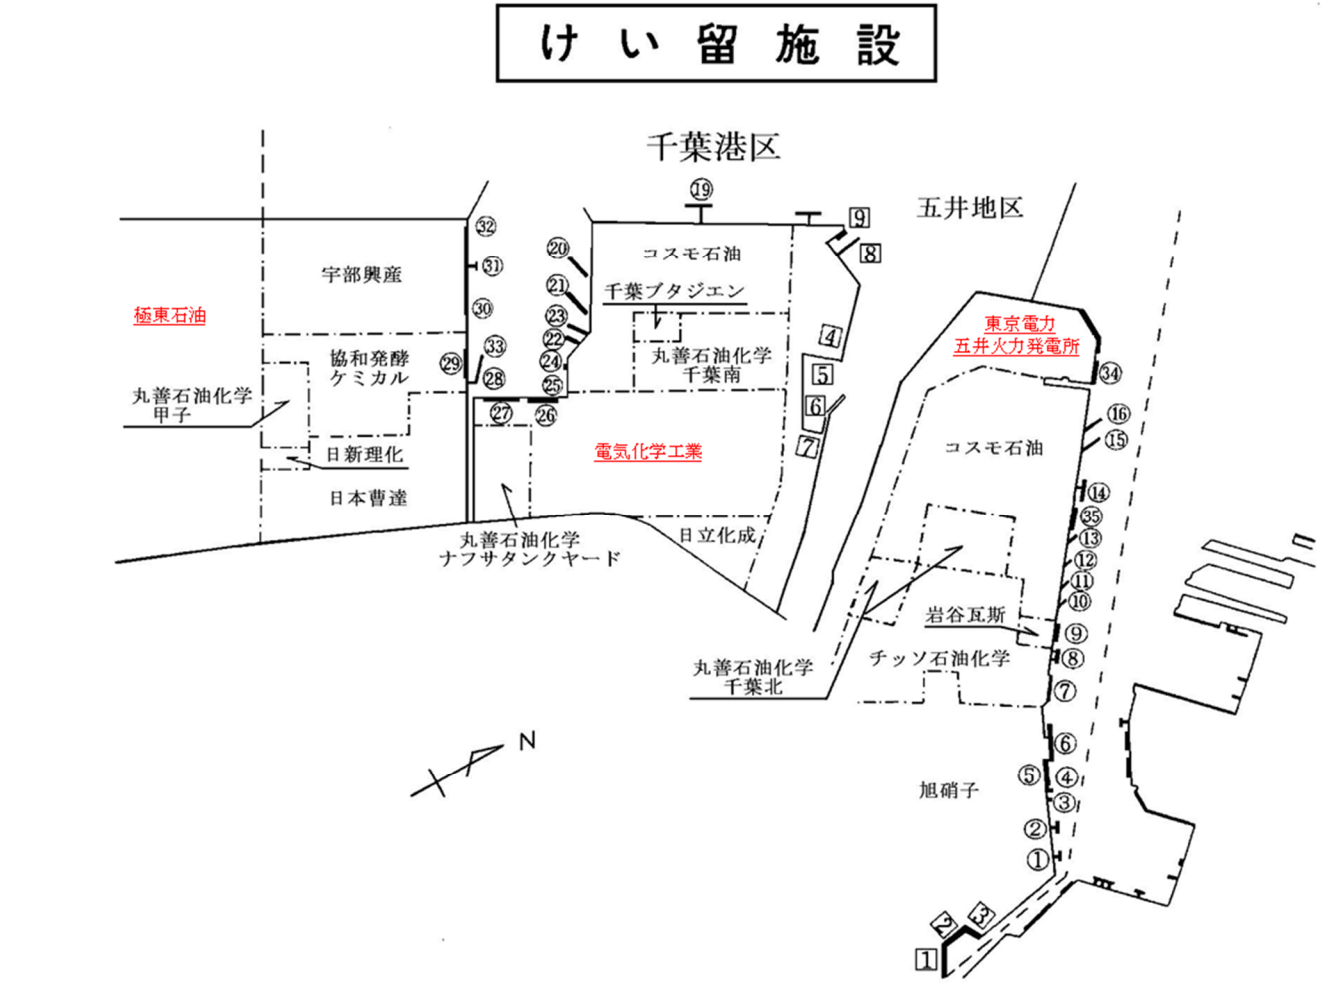 けい留施設
千葉港区
五井地区
⑲
9
8
㉜
㉛
㉚
㉝
㉙
㉘
⑳
㉑
㉓
㉒
㉔
㉕
㉗
㉖
宇部興産
極東石油
協和発酵
ケミカル
丸善石油化学
甲子
日新理化
日本曹達
コスモ石油
千葉ブタジエン
丸善石油化学
千葉南
電気化学工業
丸善石油化学
ナフサタンクヤード
日立化成
4
5
6
7
東京電力
五井火力発電所
㉞
⑯
⑮
コスモ石油
⑭
㉟
⑬
⑫
⑪
⑩
岩谷瓦斯
⑨
⑧
チッソ石油化学
丸善石油化学
千葉北
⑦
N
⑥
⑤
④
③
旭硝子
②
①
3
2
1